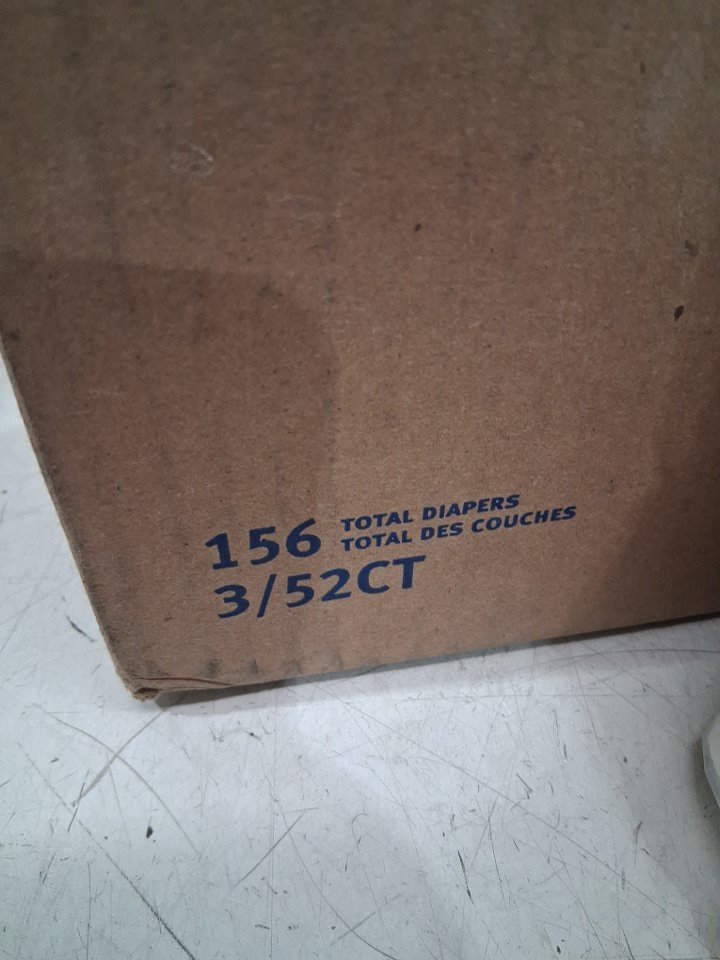 156 TOTAL DIAPERS
TOTAL DES COUCHES
3/52CT